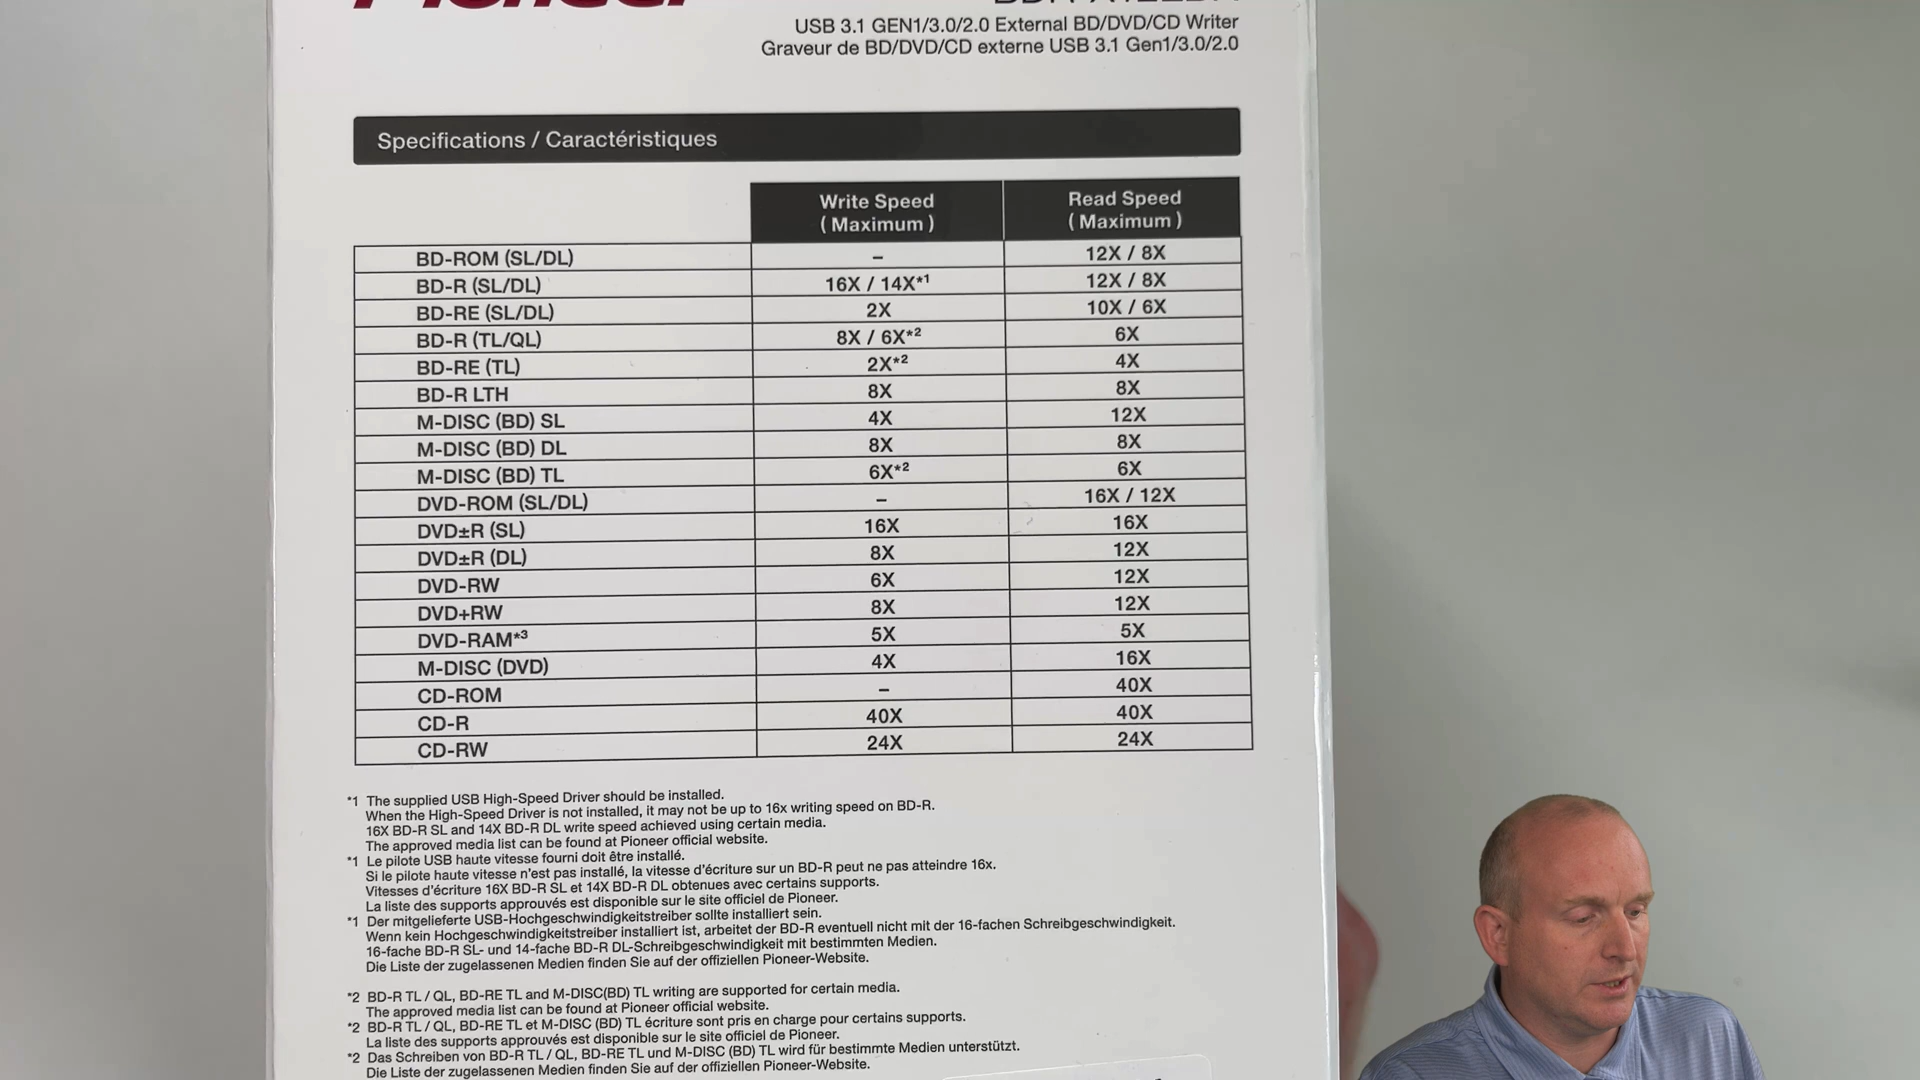 Pioneer
USB 3.1 GEN1/3.0/2.0 External BD/DVD/CD Writer
Graveur de BD/DVD/CD externe USB 3.1 Gen1/3.0/2.0
Specifications / Caractéristiques
Write Speed Read Speed
( Maximum ) ( Maximum )
BD-ROM (SL/DL) – 12X / 8X
BD-R (SL/DL) 16X / 14X*1 12X / 8X
BD-RE (SL/DL) 2X 10X / 6X
BD-R (TL/QL) 8X / 6X*2 6X
BD-RE (TL) 2X*2 4X
BD-R LTH 8X 8X
M-DISC (BD) SL 4X 12X
M-DISC (BD) DL 8X 8X
M-DISC (BD) TL 6X*2 6X
DVD-ROM (SL/DL) – 16X / 12X
DVD±R (SL) 16X 16X
DVD±R (DL) 8X 12X
DVD-RW 6X 12X
DVD+RW 8X 12X
DVD-RAM*3 5X 5X
M-DISC (DVD) 4X 16X
CD-ROM – 40X
CD-R 40X 40X
CD-RW 24X 24X
*1 The supplied USB High-Speed Driver should be installed.
When the High-Speed Driver is not installed, it may not be up to 16x writing speed on BD-R.
16X BD-R SL and 14X BD-R DL write speed achieved using certain media.
The approved media list can be found at Pioneer official website.
*1 Le pilote USB haute vitesse fourni doit être installé.
Si le pilote haute vitesse n'est pas installé, la vitesse d'écriture sur un BD-R peut ne pas atteindre 16x.
Vitesses d'écriture 16X BD-R SL et 14X BD-R DL obtenues avec certains supports.
La liste des supports approuvés est disponible sur le site officiel de Pioneer.
*1 Der mitgelieferte USB-Hochgeschwindigkeitstreiber sollte installiert sein.
Wenn kein Hochgeschwindigkeitstreiber installiert ist, arbeitet der BD-R eventuell nicht mit der 16-fachen Schreibgeschwindigkeit.
16-fache BD-R SL- und 14-fache BD-R DL-Schreibgeschwindigkeit mit bestimmten Medien.
Die Liste der zugelassenen Medien finden Sie auf der offiziellen Pioneer-Website.
*2 BD-R TL / QL, BD-RE TL and M-DISC(BD) TL writing are supported for certain media.
The approved media list can be found at Pioneer official website.
*2 BD-R TL / QL, BD-RE TL et M-DISC (BD) TL écriture sont pris en charge pour certains supports.
La liste des supports approuvés est disponible sur le site officiel de Pioneer.
*2 Das Schreiben von BD-R TL / QL, BD-RE TL und M-DISC (BD) TL wird für bestimmte Medien unterstützt.
Die Liste der zugelassenen Medien finden Sie auf der offiziellen Pioneer-Website.